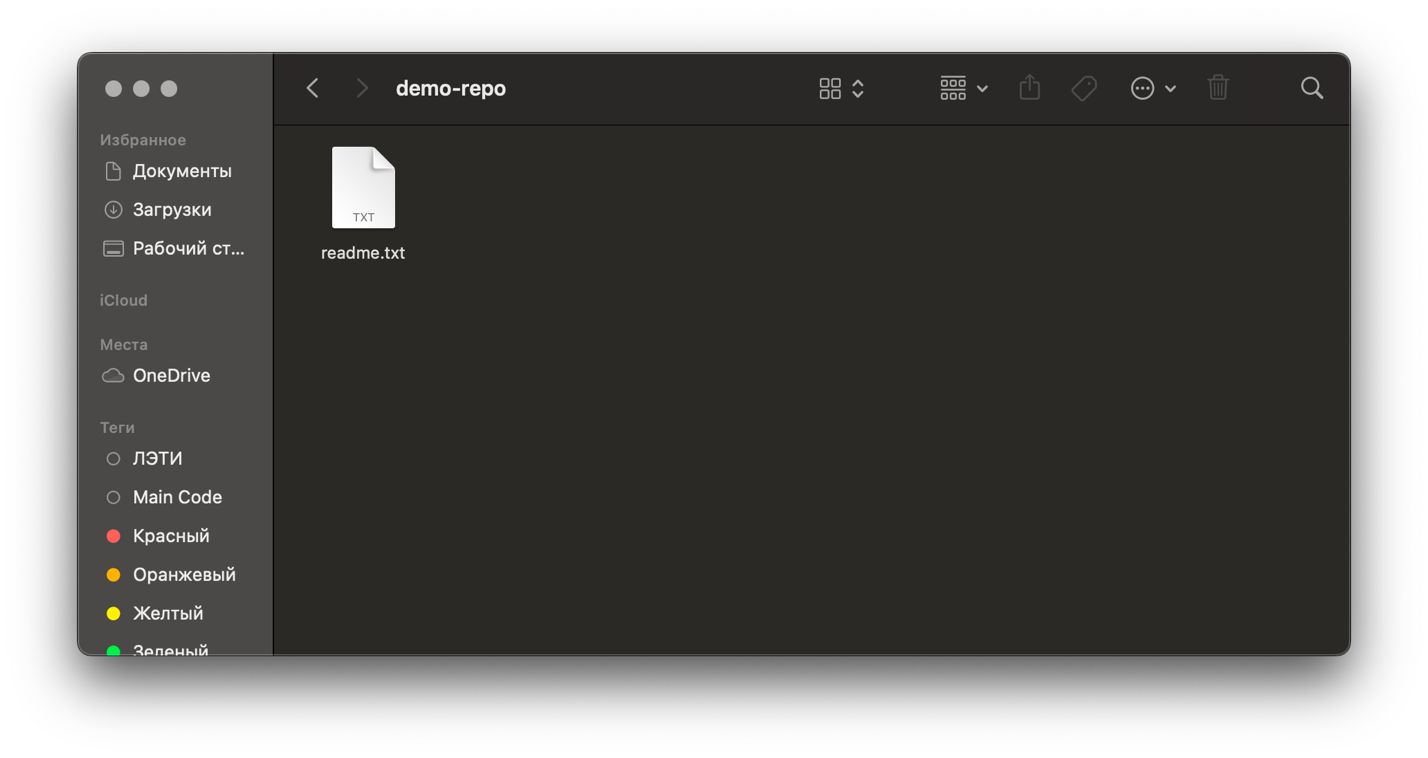 demo-repo
Избранное
Документы
Загрузки
Рабочий ст...
iCloud
Места
OneDrive
Теги
ЛЭТИ
Main Code
Красный
Оранжевый
Желтый
Зеленый
TXT
readme.txt